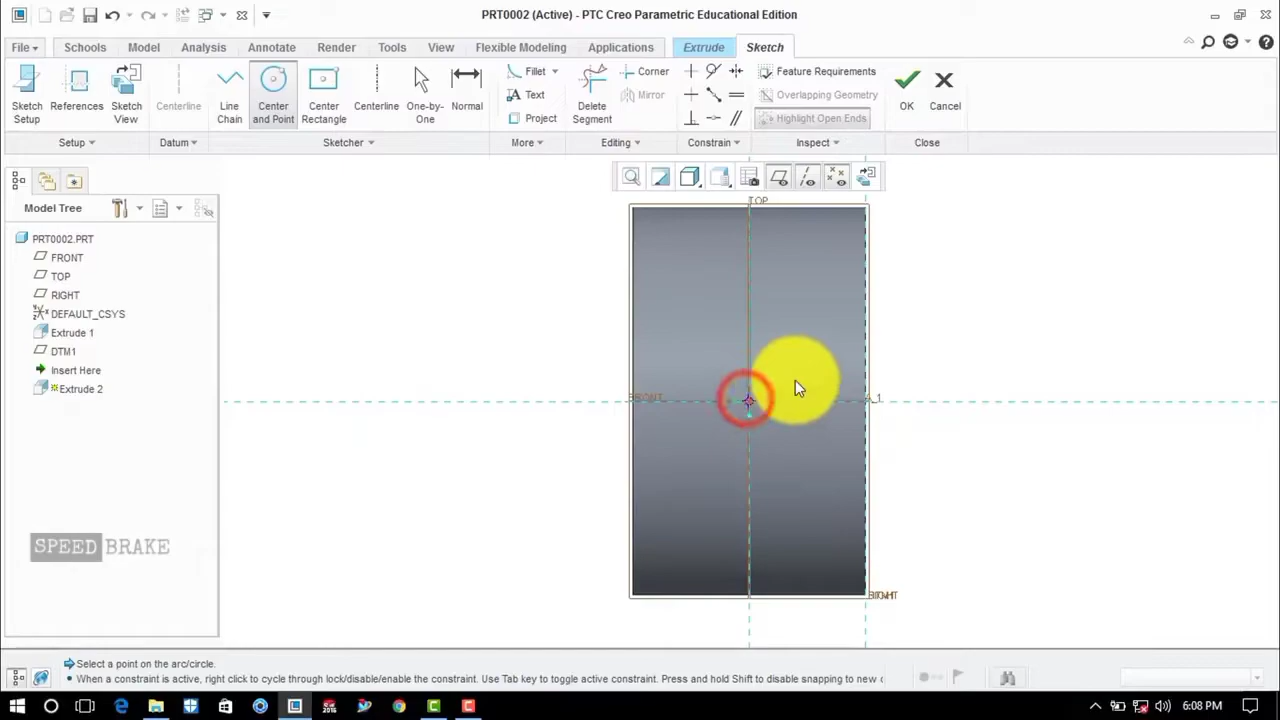 PRT0002 (Active) - PTC Creo Parametric Educational Edition
File Schools Model Analysis Annotate Render Tools View Flexible Modeling Applications Extrude Sketch
Sketch Setup
References
Sketch View
Centerline
Line Chain
Center and Point
Center Rectangle
Centerline
One-by-One
Normal
Fillet
Text
Project
Delete Segment
Corner
Mirror
Feature Requirements
Overlapping Geometry
Highlight Open Ends
OK
Cancel
Setup Datum Sketcher More Editing Constrain Inspect Close
Model Tree
PRT0002.PRT
FRONT
TOP
RIGHT
DEFAULT_CSYS
Extrude 1
DTM1
Insert Here
Extrude 2
TOP
FRONT
A_1
SPEED BRAKE
Select a point on the arc/circle.
When a constraint is active, right click to cycle through lock/disable/enable the constraint. Use Tab key to toggle active constraint. Press and hold Shift to disable snapping to new c
6:08 PM